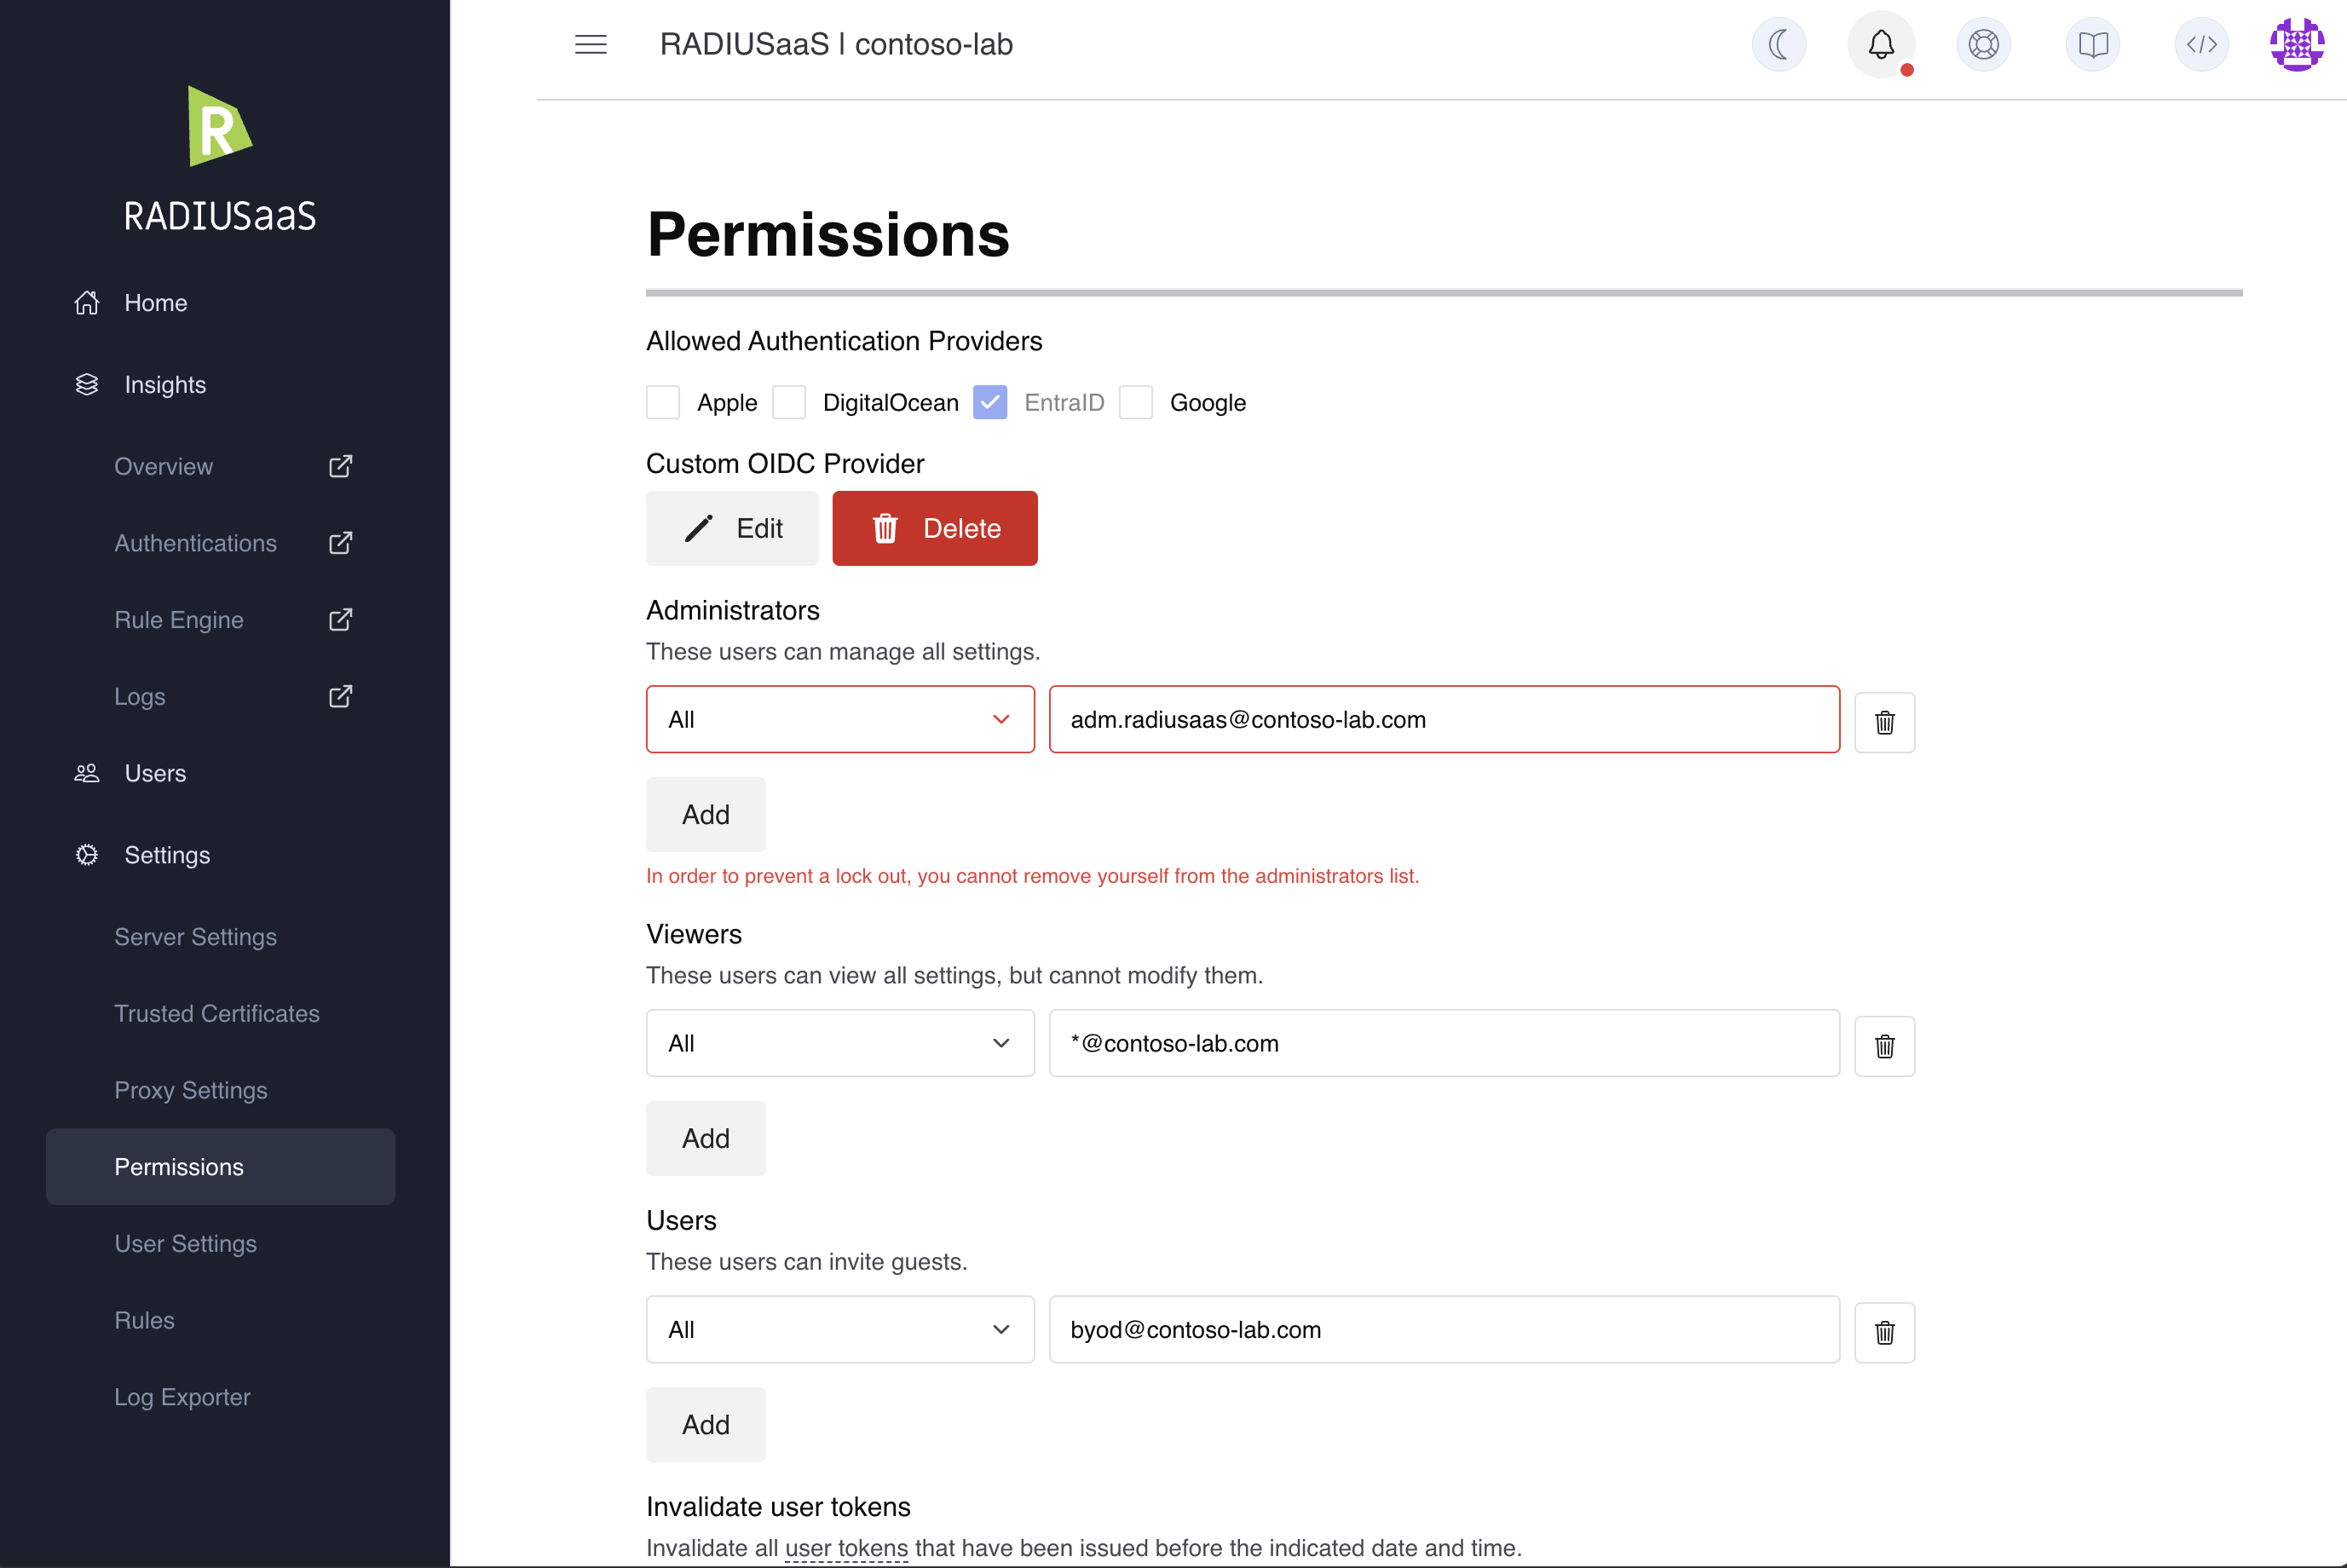 R
RADIUSaaS
Home
Insights
Overview
Authentications
Rule Engine
Logs
Users
Settings
Server Settings
Trusted Certificates
Proxy Settings
Permissions
User Settings
Rules
Log Exporter
RADIUSaaS | contoso-lab
Permissions
Allowed Authentication Providers
Apple DigitalOcean EntraID Google
Custom OIDC Provider
Edit Delete
Administrators
These users can manage all settings.
All adm.radiusaas@contoso-lab.com
Add
In order to prevent a lock out, you cannot remove yourself from the administrators list.
Viewers
These users can view all settings, but cannot modify them.
All *@contoso-lab.com
Add
Users
These users can invite guests.
All byod@contoso-lab.com
Add
Invalidate user tokens
Invalidate all user tokens that have been issued before the indicated date and time.